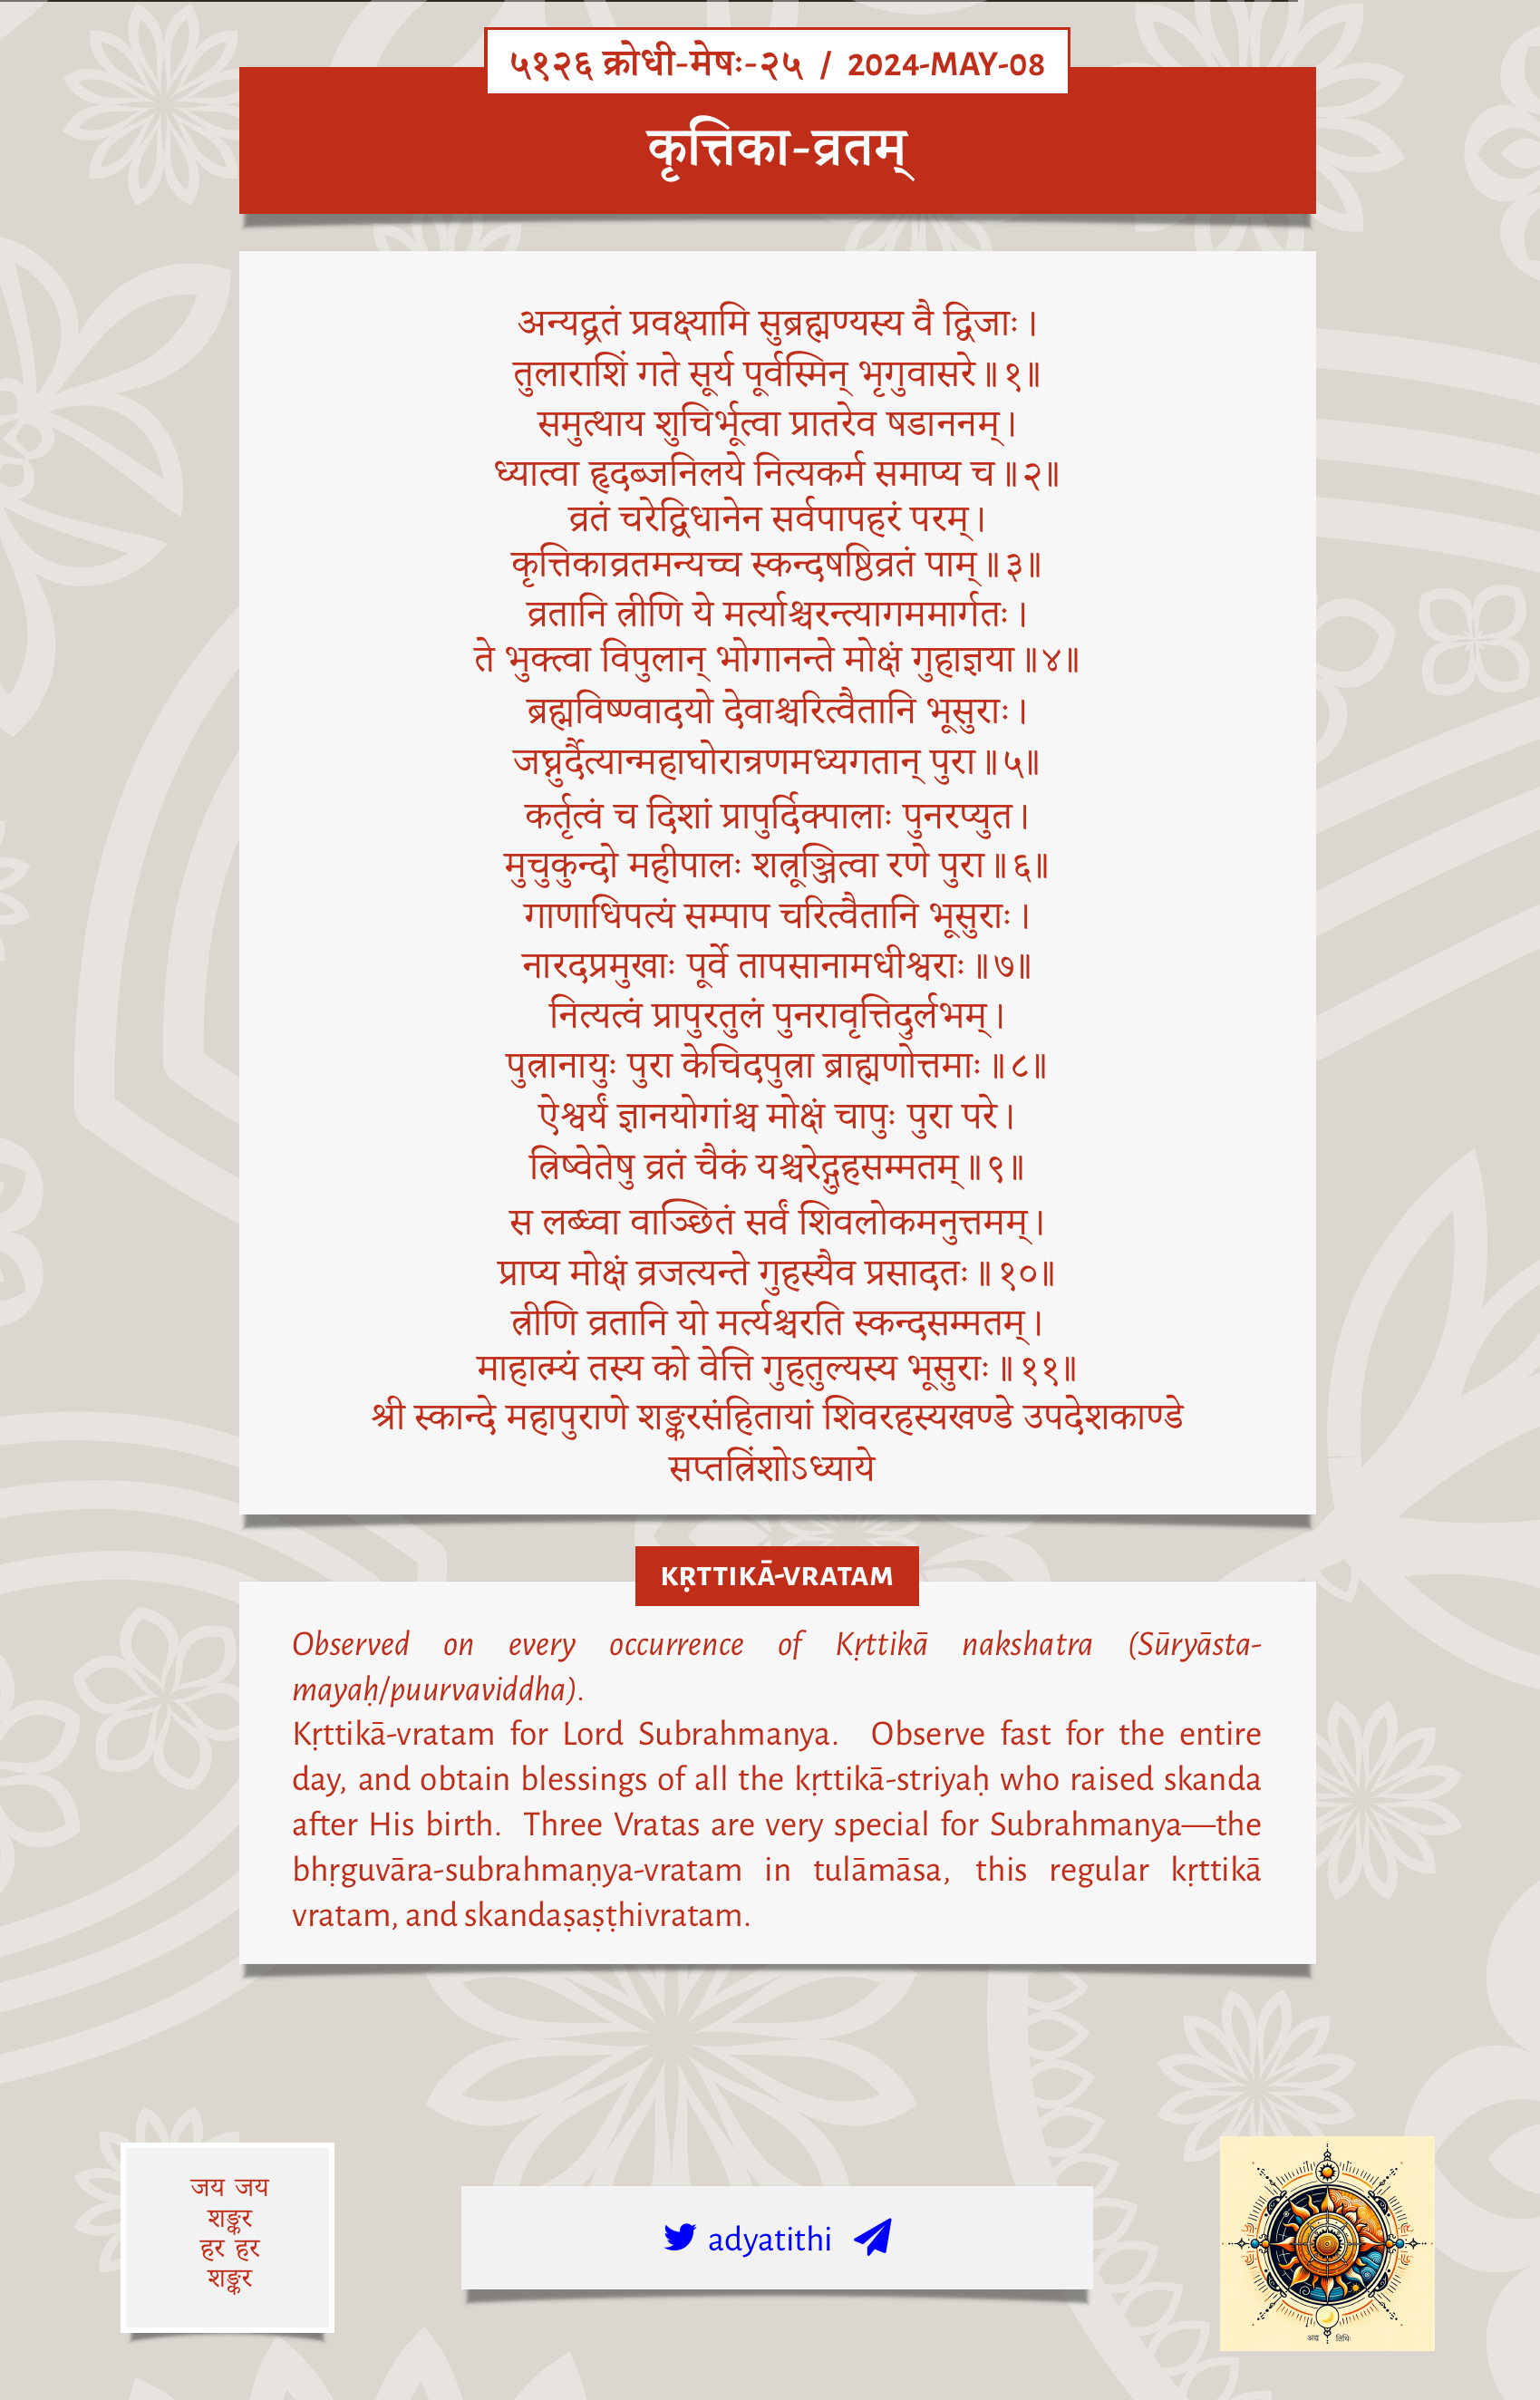 ५१२६ क्रोधी-मेषः-२५ / 2024-MAY-08
कृत्तिका-व्रतम्
अन्यद्व्रतं प्रवक्ष्यामि सुब्रह्मण्यस्य वै द्विजाः।
तुलाराशिं गते सूर्य पूर्वस्मिन् भृगुवासरे॥१॥
समुत्थाय शुचिर्भूत्वा प्रातरेव षडाननम्।
ध्यात्वा हृदब्जनिलये नित्यकर्म समाप्य च॥२॥
व्रतं चरेद्विधानेन सर्वपापहरं परम्।
कृत्तिकाव्रतमन्यच्च स्कन्दषष्ठिव्रतं पाम्॥३॥
व्रतानि त्रीणि ये मर्त्याश्चरन्त्यागममार्गतः।
ते भुक्त्वा विपुलान् भोगानन्ते मोक्षं गुहाज्ञया॥४॥
ब्रह्मविष्ण्वादयो देवाश्चरित्वैतानि भूसुराः।
जघ्नुर्दैत्यान्महाघोरान्रणमध्यगतान् पुरा॥५॥
कर्तृत्वं च दिशां प्रापुर्दिक्पालाः पुनरप्युत।
मुचुकुन्दो महीपालः शत्रूञ्जित्वा रणे पुरा॥६॥
गाणाधिपत्यं सम्पाप चरित्वैतानि भूसुराः।
नारदप्रमुखाः पूर्वे तापसानामधीश्वराः॥७॥
नित्यत्वं प्रापुरतुलं पुनरावृत्तिदुर्लभम्।
पुत्रानायुः पुरा केचिदपुत्रा ब्राह्मणोत्तमाः॥८॥
ऐश्वर्यं ज्ञानयोगांश्च मोक्षं चापुः पुरा परे।
त्रिष्वेतेषु व्रतं चैकं यश्चरेद्गुहसम्मतम्॥९॥
स लब्ध्वा वाञ्छितं सर्वं शिवलोकमनुत्तमम्।
प्राप्य मोक्षं व्रजत्यन्ते गुहस्यैव प्रसादतः॥१०॥
त्रीणि व्रतानि यो मर्त्यश्चरति स्कन्दसम्मतम्।
माहात्म्यं तस्य को वेत्ति गुहतुल्यस्य भूसुराः॥११॥
श्री स्कान्दे महापुराणे शङ्करसंहितायां शिवरहस्यखण्डे उपदेशकाण्डे
सप्तत्रिंशोऽध्याये
KṚTTIKĀ-VRATAM
Observed on every occurrence of Kṛttikā nakshatra (Sūryāsta-
mayaḥ/puurvaviddha).
Kṛttikā-vratam for Lord Subrahmanya. Observe fast for the entire
day, and obtain blessings of all the kṛttikā-striyaḥ who raised skanda
after His birth. Three Vratas are very special for Subrahmanya—the
bhṛguvāra-subrahmaṇya-vratam in tulāmāsa, this regular kṛttikā
vratam, and skandaṣaṣṭhivratam.
जय जय
शङ्कर
हर हर
शङ्कर
adyatithi
अद्य तिथिः